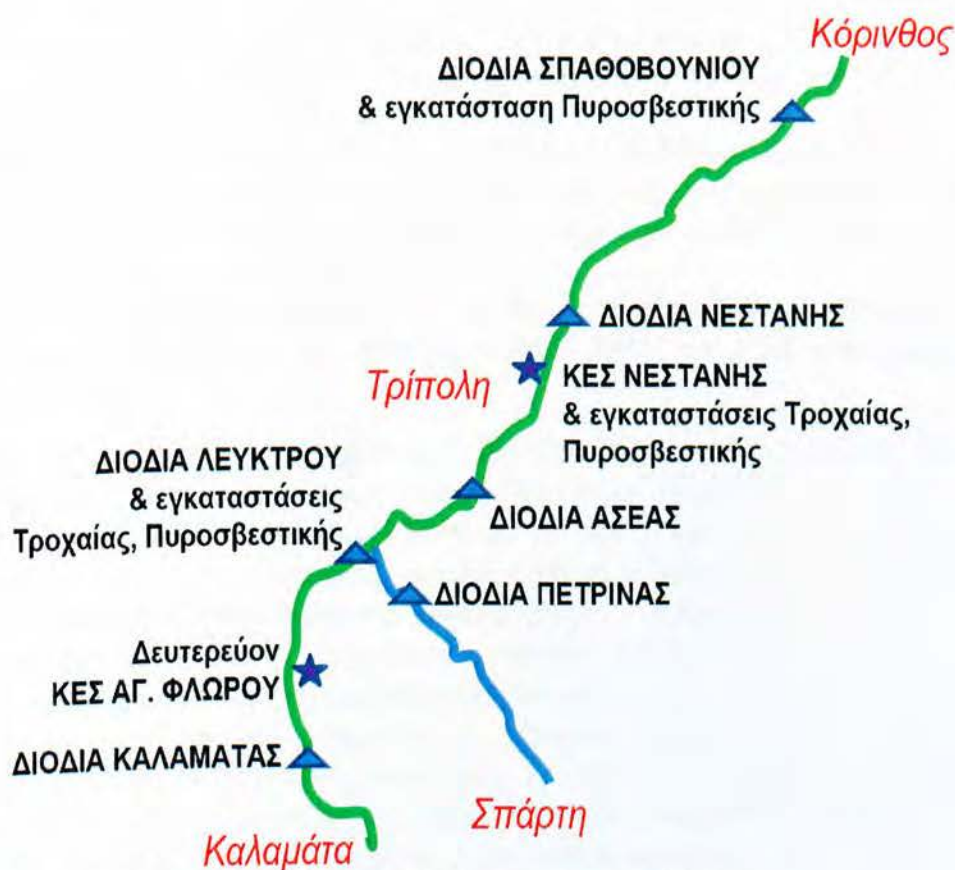 Κόρινθος
ΔΙΟΔΙΑ ΣΠΑΘΟΒΟΥΝΙΟΥ
& εγκατάσταση Πυροσβεστικής
ΔΙΟΔΙΑ ΝΕΣΤΑΝΗΣ
Τρίπολη
ΚΕΣ ΝΕΣΤΑΝΗΣ
& εγκαταστάσεις Τροχαίας,
Πυροσβεστικής
ΔΙΟΔΙΑ ΛΕΥΚΤΡΟΥ
& εγκαταστάσεις
Τροχαίας, Πυροσβεστικής
ΔΙΟΔΙΑ ΑΣΕΑΣ
ΔΙΟΔΙΑ ΠΕΤΡΙΝΑΣ
Δευτερεύον
ΚΕΣ ΑΓ. ΦΛΩΡΟΥ
ΔΙΟΔΙΑ ΚΑΛΑΜΑΤΑΣ
Σπάρτη
Καλαμάτα